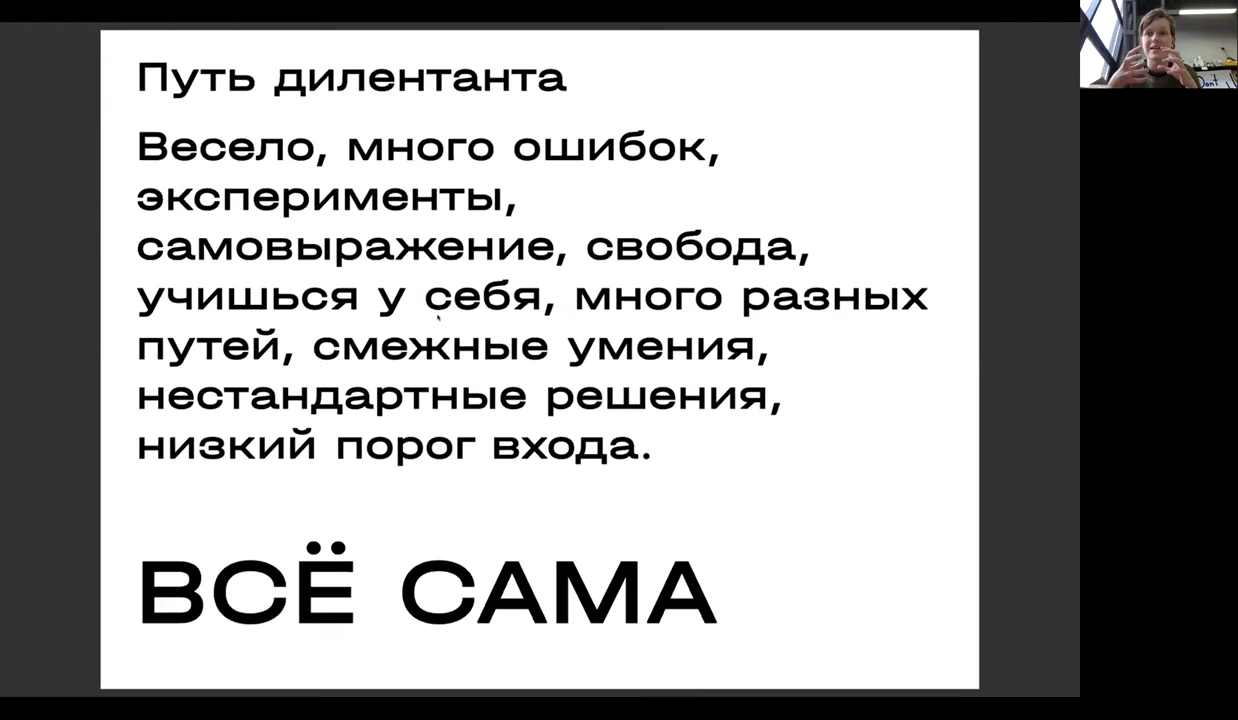 Путь дилентанта
Весело, много ошибок,
эксперименты,
самовыражение, свобода,
учишься у себя, много разных
путей, смежные умения,
нестандартные решения,
низкий порог входа.
ВСЁ САМА
Dont